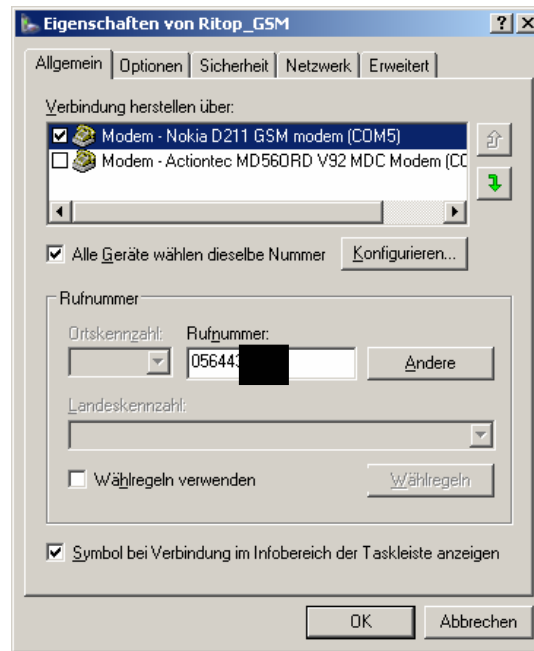 Eigenschaften von Ritop_GSM
Allgemein Optionen Sicherheit Netzwerk Erweitert
Verbindung herstellen über:
Modem - Nokia D211 GSM modem (COM5)
Modem - Actiontec MD560RD V92 MDC Modem (CO
Alle Geräte wählen dieselbe Nummer Konfigurieren...
Rufnummer
Ortskennzahl: Rufnummer:
056443 Andere
Landeskennzahl:
Wählregeln verwenden Wählregeln
Symbol bei Verbindung im Infobereich der Taskleiste anzeigen
OK Abbrechen